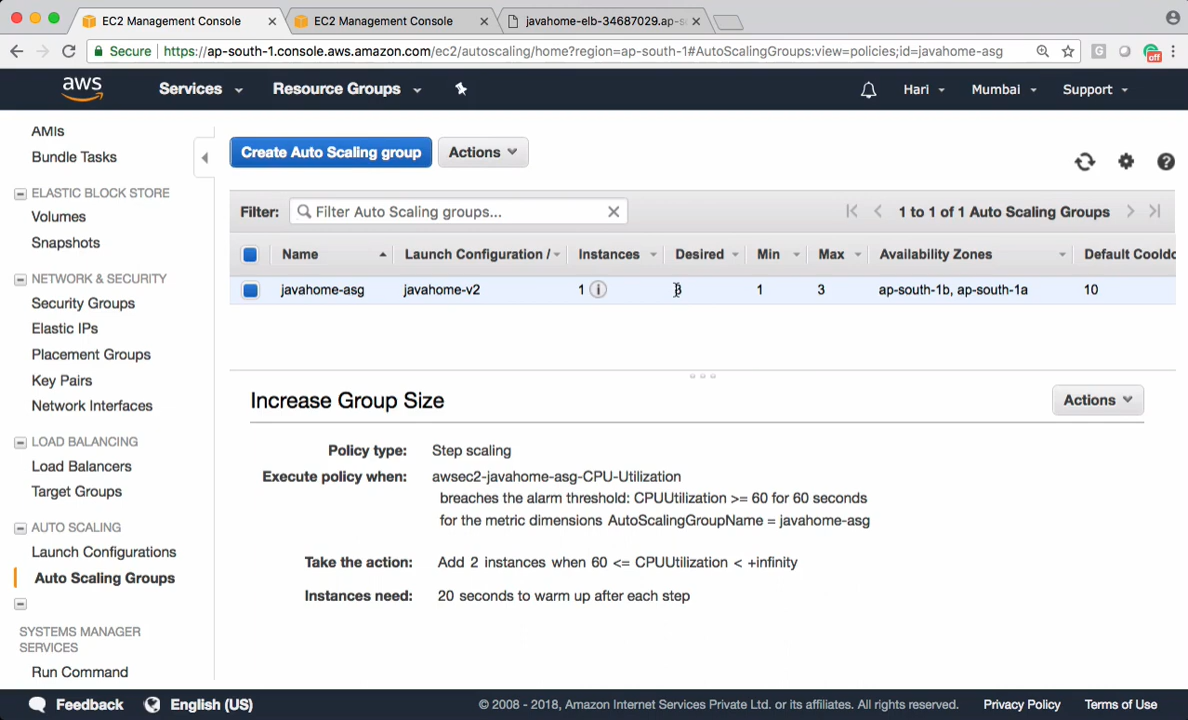 EC2 Management Console
EC2 Management Console
javahome-elb-34687029.ap-s
Secure
https://ap-south-1.console.aws.amazon.com/ec2/autoscaling/home?region=ap-south-1#AutoScalingGroups:view=policies;id=javahome-asg
off
aws
Services
Resource Groups
Hari
Mumbai
Support
AMIs
Bundle Tasks
ELASTIC BLOCK STORE
Volumes
Snapshots
NETWORK & SECURITY
Security Groups
Elastic IPs
Placement Groups
Key Pairs
Network Interfaces
LOAD BALANCING
Load Balancers
Target Groups
AUTO SCALING
Launch Configurations
Auto Scaling Groups
SYSTEMS MANAGER
SERVICES
Run Command
Create Auto Scaling group
Actions
Filter:
Filter Auto Scaling groups...
1 to 1 of 1 Auto Scaling Groups
Name
Launch Configuration /
Instances
Desired
Min
Max
Availability Zones
Default Cooldo
javahome-asg
javahome-v2
1
3
1
3
ap-south-1b, ap-south-1a
10
Increase Group Size
Actions
Policy type: Step scaling
Execute policy when: awsec2-javahome-asg-CPU-Utilization
breaches the alarm threshold: CPUUtilization >= 60 for 60 seconds
for the metric dimensions AutoScalingGroupName = javahome-asg
Take the action: Add 2 instances when 60 <= CPUUtilization < +infinity
Instances need: 20 seconds to warm up after each step
Feedback
English (US)
© 2008 - 2018, Amazon Internet Services Private Ltd. or its affiliates. All rights reserved.
Privacy Policy
Terms of Use